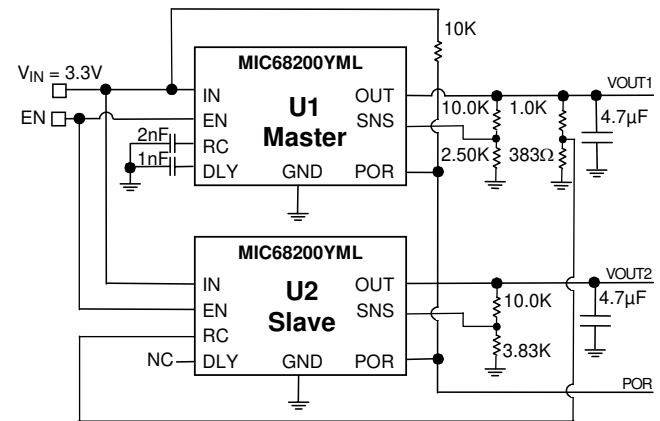 10K
MIC68200YML
V_IN = 3.3V
VOUT1
IN
U1
OUT
10.0K
1.0K
EN
EN
Master
SNS
4.7µF
2nF
RC
1nF
2.50K
383Ω
DLY
GND
POR
MIC68200YML
VOUT2
IN
U2
OUT
4.7µF
EN
Slave
SNS
10.0K
RC
3.83K
NC
DLY
GND
POR
POR